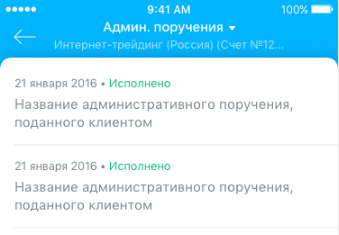 9:41 AM 100%
Админ. поручения
Интернет-трейдинг (Россия) (Счет №12...
21 января 2016 • Исполнено
Название административного поручения,
поданного клиентом
21 января 2016 • Исполнено
Название административного поручения,
поданного клиентом